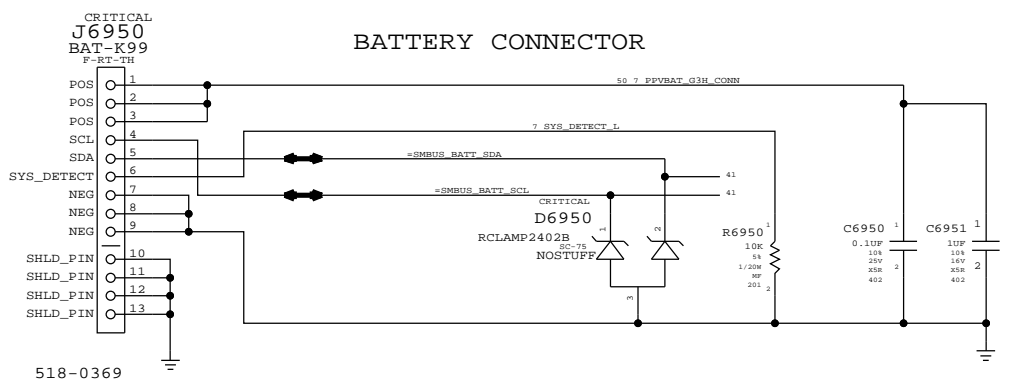 CRITICAL
J6950
BAT-K99
F-RT-TH
BATTERY CONNECTOR
POS 1
50 7 PPVBAT_G3H_CONN
POS 2
POS 3
SCL 4
7 SYS_DETECT_L
SDA 5
=SMBUS_BATT_SDA
SYS_DETECT 6
41
NEG 7
=SMBUS_BATT_SCL
41
NEG 8
NEG 9
CRITICAL
D6950
RCLAMP2402B
SC-75
NOSTUFF
1
2
3
R6950
10K
5%
1/20W
MF
201
1
2
C6950
0.1UF
10%
25V
X5R
402
1
2
C6951
1UF
10%
16V
X5R
402
1
2
SHLD_PIN 10
SHLD_PIN 11
SHLD_PIN 12
SHLD_PIN 13
518-0369